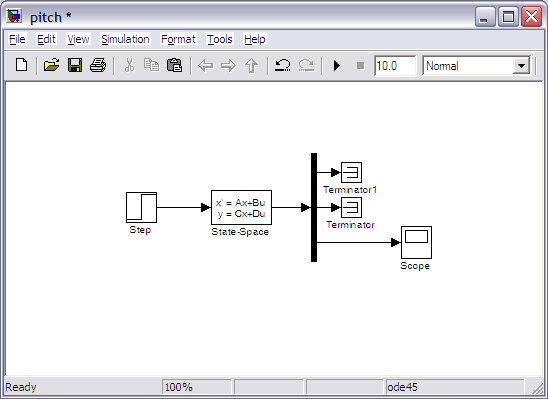 pitch *
File Edit View Simulation Format Tools Help
10.0 Normal
Terminator1
x' = Ax+Bu
y = Cx+Du
Terminator
Step
State-Space
Scope
Ready 100% ode45